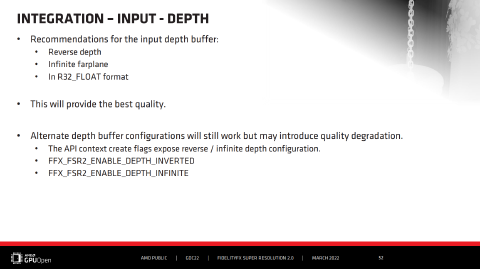 INTEGRATION – INPUT - DEPTH
• Recommendations for the input depth buffer:
• Reverse depth
• Infinite farplane
• In R32_FLOAT format
• This will provide the best quality.
• Alternate depth buffer configurations will still work but may introduce quality degradation.
• The API context create flags expose reverse / infinite depth configuration.
• FFX_FSR2_ENABLE_DEPTH_INVERTED
• FFX_FSR2_ENABLE_DEPTH_INFINITE
AMD
GPUOpen
AMD PUBLIC | GDC22 | FIDELITYFX SUPER RESOLUTION 2.0 | MARCH 2022
52